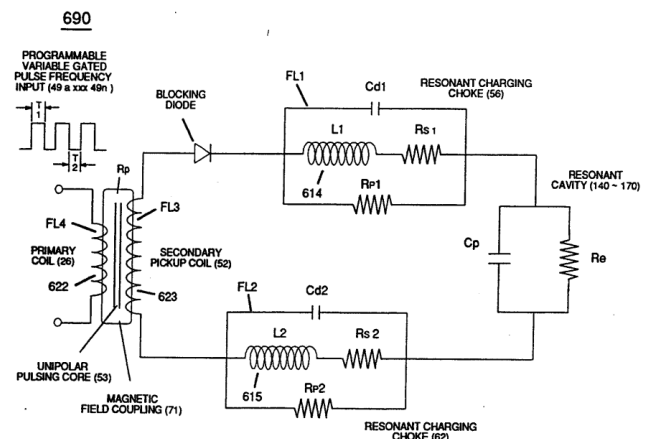 690
PROGRAMMABLE
VARIABLE GATED
PULSE FREQUENCY
INPUT (49 a xxx 49n )
T
1
T
2
BLOCKING
DIODE
FL1
Cd1
RESONANT CHARGING
CHOKE (56)
L1
Rs 1
614
RP1
RESONANT
CAVITY (140 ~ 170)
Rp
FL4
FL3
PRIMARY
COIL (26)
SECONDARY
PICKUP COIL (52)
622
623
Cp
Re
FL2
Cd2
L2
Rs 2
615
RP2
UNIPOLAR
PULSING CORE (53)
MAGNETIC
FIELD COUPLING (71)
RESONANT CHARGING
CHOKE (62)